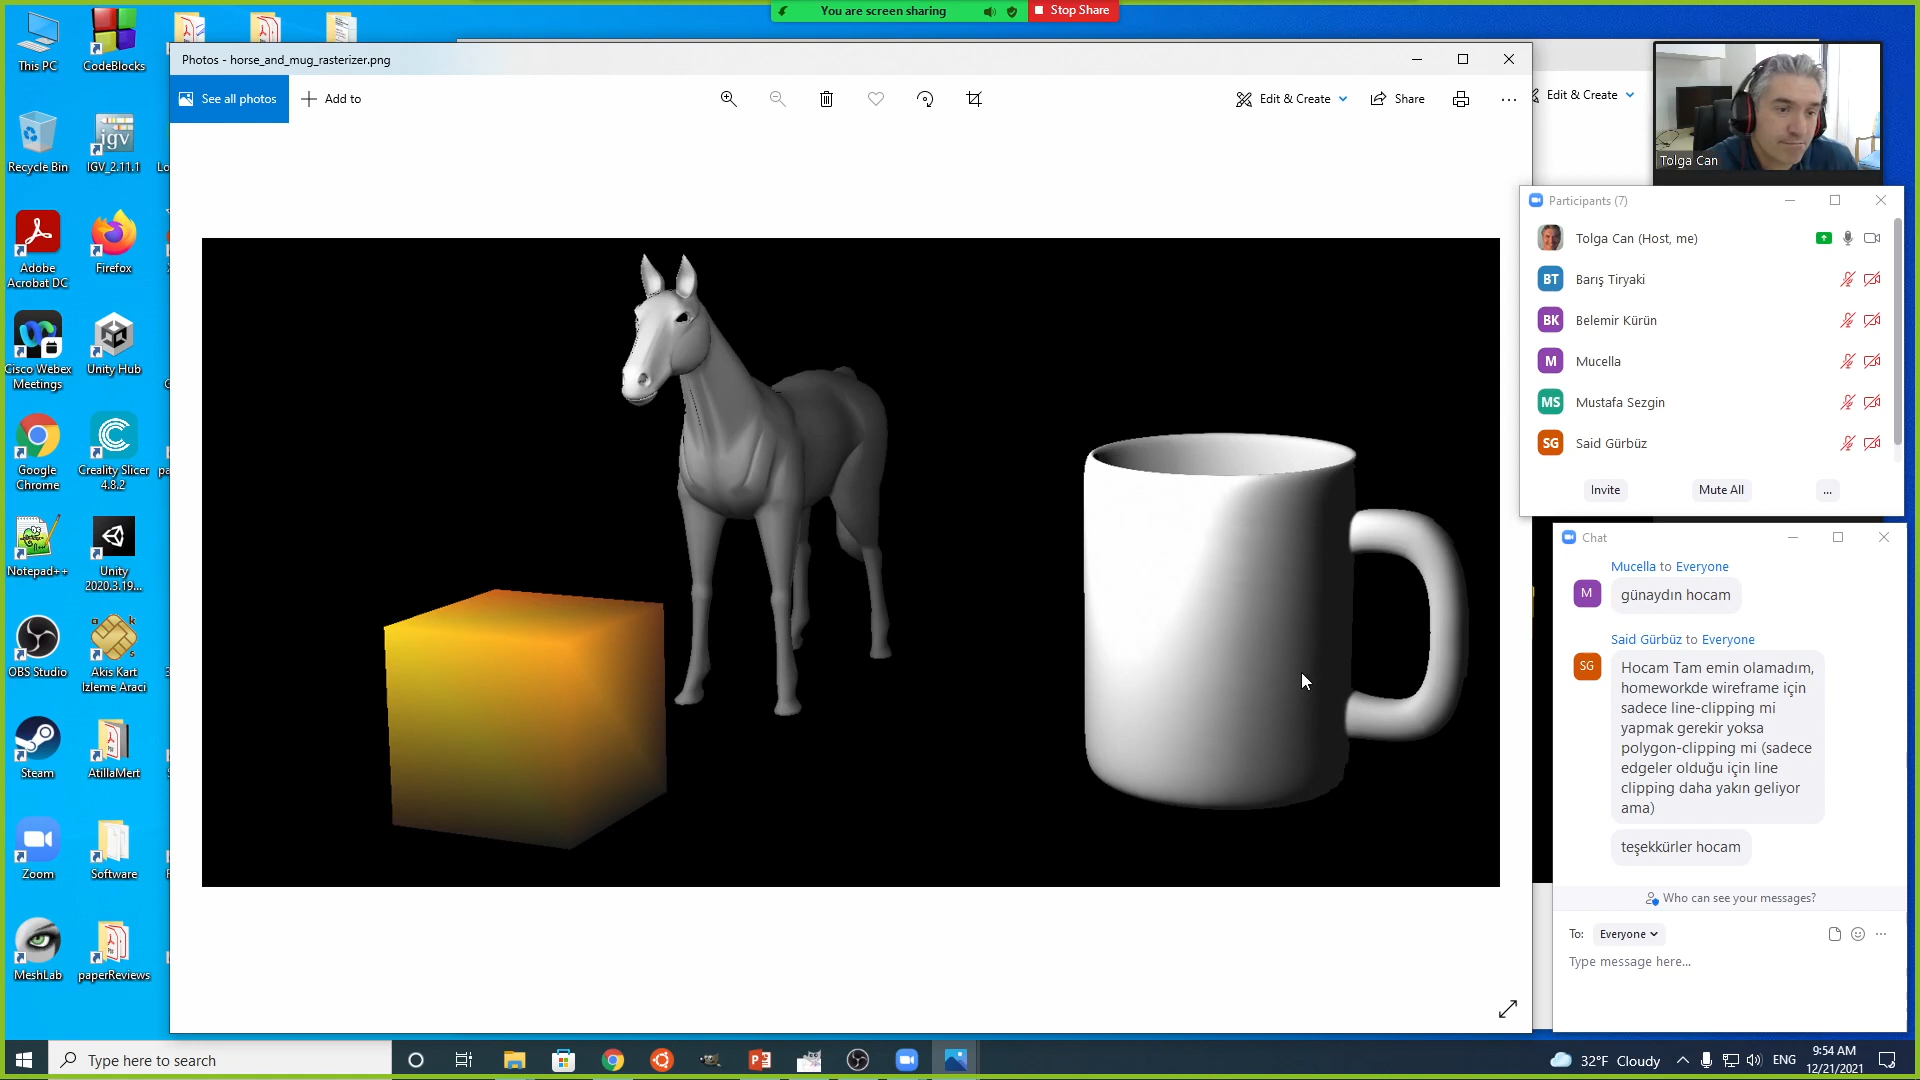 You are screen sharing
Stop Share
This PC
CodeBlocks
Recycle Bin
IGV_2.11.1
Adobe
Acrobat DC
Firefox
Cisco Webex
Meetings
Unity Hub
Google
Chrome
Creality Slicer
4.8.2
Notepad++
Unity
2020.3.19...
OBS Studio
Akis Kart
Izleme Araci
Steam
AtillaMert
Zoom
Software
MeshLab
paperReviews
Photos - horse_and_mug_rasterizer.png
See all photos
Add to
Edit & Create
Share
Edit & Create
Tolga Can
Participants (7)
Tolga Can (Host, me)
BT
Barış Tiryaki
BK
Belemir Kürün
M
Mucella
MS
Mustafa Sezgin
SG
Said Gürbüz
Invite
Mute All
...
Chat
Mucella to Everyone
M
günaydın hocam
Said Gürbüz to Everyone
SG
Hocam Tam emin olamadım,
homeworkde wireframe için
sadece line-clipping mi
yapmak gerekir yoksa
polygon-clipping mi (sadece
edgeler olduğu için line
clipping daha yakın geliyor
ama)
teşekkürler hocam
Who can see your messages?
To: Everyone
Type message here...
Type here to search
32°F Cloudy
ENG
9:54 AM
12/21/2021